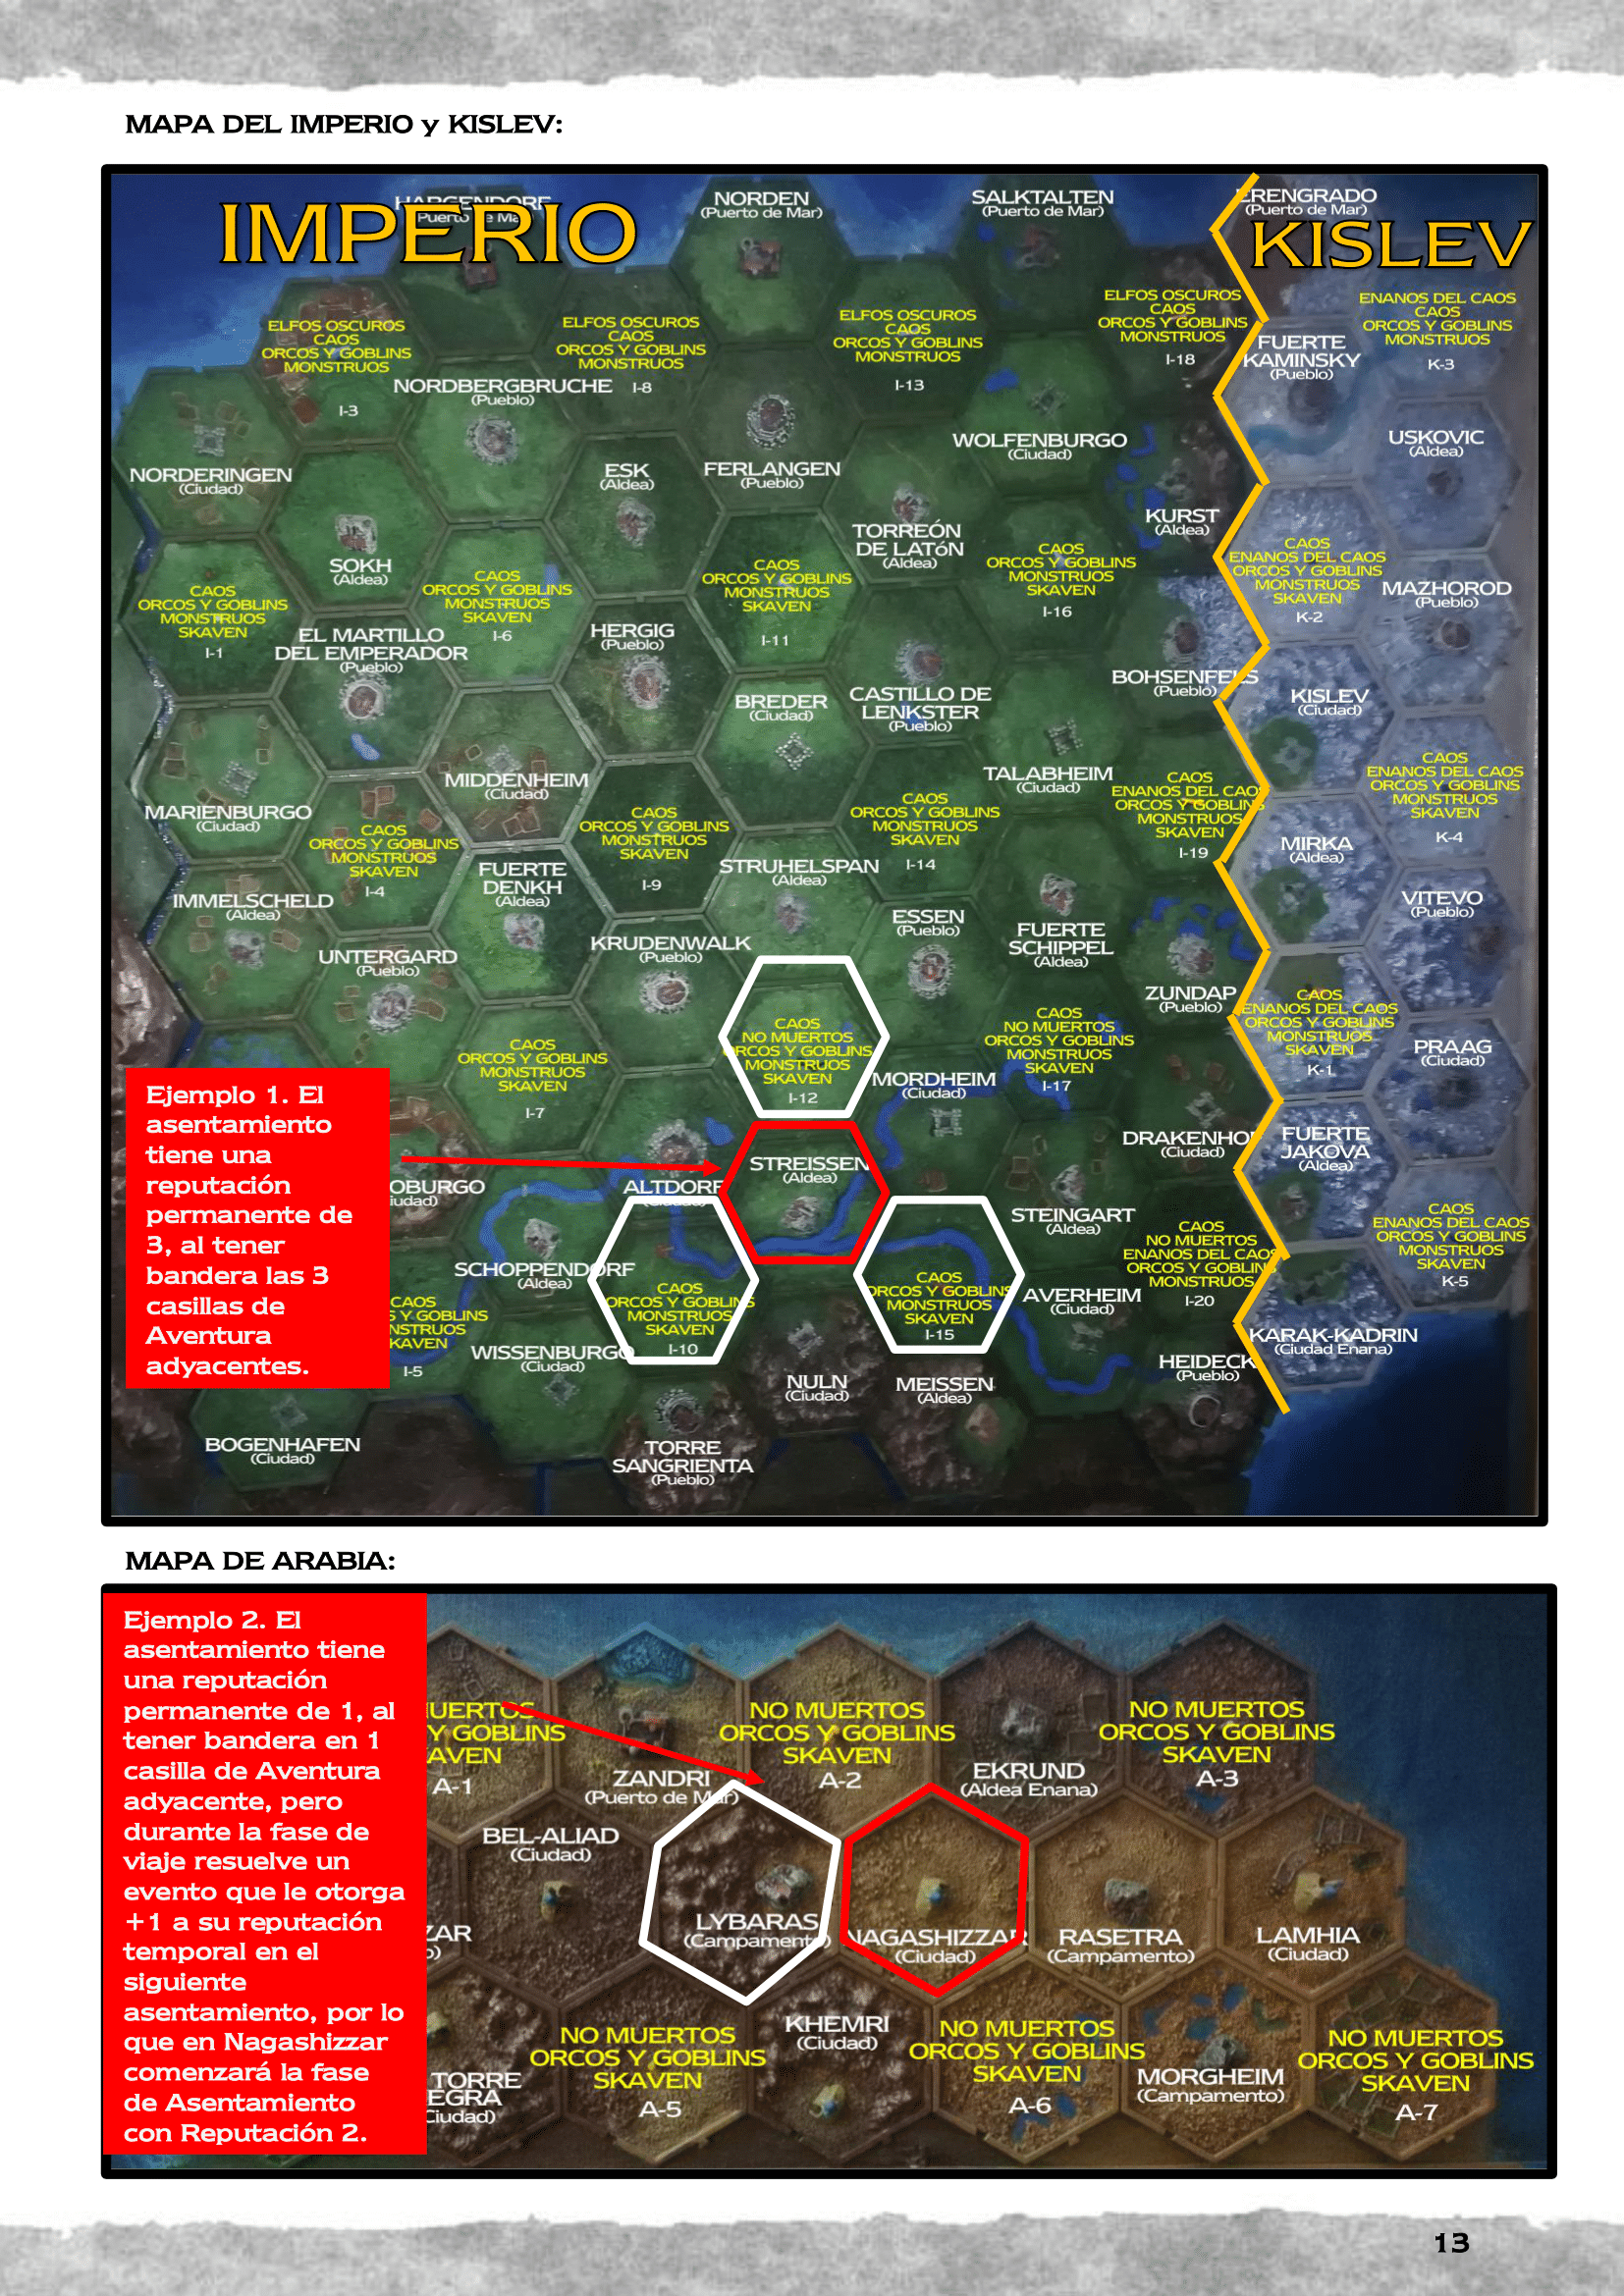 MAPA DEL IMPERIO y KISLEV:
IMPERIO
KISLEV
HARGENDORF
(Puerto de Mar)
NORDEN
(Puerto de Mar)
SALKTALTEN
(Puerto de Mar)
ERENGRADO
(Puerto de Mar)
ELFOS OSCUROS
CAOS
ORCOS Y GOBLINS
MONSTRUOS
I-3
ELFOS OSCUROS
CAOS
ORCOS Y GOBLINS
MONSTRUOS
I-8
ELFOS OSCUROS
CAOS
ORCOS Y GOBLINS
MONSTRUOS
I-13
ELFOS OSCUROS
CAOS
ORCOS Y GOBLINS
MONSTRUOS
I-18
ENANOS DEL CAOS
CAOS
ORCOS Y GOBLINS
MONSTRUOS
K-3
FUERTE
KAMINSKY
(Pueblo)
NORDBERGBRUCHE
(Pueblo)
NORDERINGEN
(Ciudad)
ESK
(Aldea)
FERLANGEN
(Pueblo)
WOLFENBURGO
(Ciudad)
USKOVIC
(Aldea)
SOKH
(Aldea)
TORREÓN
DE LATóN
(Aldea)
KURST
(Aldea)
CAOS
ORCOS Y GOBLINS
MONSTRUOS
SKAVEN
I-1
CAOS
ORCOS Y GOBLINS
MONSTRUOS
SKAVEN
I-6
CAOS
ORCOS Y GOBLINS
MONSTRUOS
SKAVEN
I-11
CAOS
ORCOS Y GOBLINS
MONSTRUOS
SKAVEN
I-16
CAOS
ENANOS DEL CAOS
ORCOS Y GOBLINS
MONSTRUOS
SKAVEN
K-2
MAZHOROD
(Pueblo)
EL MARTILLO
DEL EMPERADOR
(Pueblo)
HERGIG
(Pueblo)
BREDER
(Ciudad)
CASTILLO DE
LENKSTER
(Pueblo)
BOHSENFELS
(Pueblo)
KISLEV
(Ciudad)
MARIENBURGO
(Ciudad)
MIDDENHEIM
(Ciudad)
TALABHEIM
(Ciudad)
CAOS
ORCOS Y GOBLINS
MONSTRUOS
SKAVEN
I-4
CAOS
ORCOS Y GOBLINS
MONSTRUOS
SKAVEN
I-9
CAOS
ORCOS Y GOBLINS
MONSTRUOS
SKAVEN
I-14
CAOS
ENANOS DEL CAOS
ORCOS Y GOBLINS
MONSTRUOS
SKAVEN
I-19
CAOS
ENANOS DEL CAOS
ORCOS Y GOBLINS
MONSTRUOS
SKAVEN
K-4
MIRKA
(Aldea)
IMMELSCHELD
(Aldea)
FUERTE
DENKH
(Aldea)
STRUHELSPAN
(Aldea)
ESSEN
(Pueblo)
FUERTE
SCHIPPEL
(Aldea)
VITEVO
(Pueblo)
UNTERGARD
(Pueblo)
KRUDENWALK
(Pueblo)
ZUNDAP
(Pueblo)
CAOS
ORCOS Y GOBLINS
MONSTRUOS
SKAVEN
I-7
CAOS
NO MUERTOS
ORCOS Y GOBLINS
MONSTRUOS
SKAVEN
I-12
MORDHEIM
(Ciudad)
CAOS
NO MUERTOS
ORCOS Y GOBLINS
MONSTRUOS
SKAVEN
I-17
CAOS
ENANOS DEL CAOS
ORCOS Y GOBLINS
MONSTRUOS
SKAVEN
K-1
PRAAG
(Ciudad)
Ejemplo 1. El
asentamiento
tiene una
reputación
permanente de
3, al tener
bandera las 3
casillas de
Aventura
adyacentes.
OBURGO
iudad)
ALTDORF
(Ciudad)
STREISSEN
(Aldea)
DRAKENHOF
(Ciudad)
FUERTE
JAKOVA
(Aldea)
STEINGART
(Aldea)
SCHOPPENDORF
(Aldea)
CAOS
S Y GOBLINS
NSTRUOS
KAVEN
I-5
CAOS
ORCOS Y GOBLINS
MONSTRUOS
SKAVEN
I-10
CAOS
ORCOS Y GOBLINS
MONSTRUOS
SKAVEN
I-15
AVERHEIM
(Ciudad)
CAOS
NO MUERTOS
ENANOS DEL CAOS
ORCOS Y GOBLINS
MONSTRUOS
I-20
CAOS
ENANOS DEL CAOS
ORCOS Y GOBLINS
MONSTRUOS
SKAVEN
K-5
WISSENBURGO
(Ciudad)
NULN
(Ciudad)
MEISSEN
(Aldea)
HEIDECK
(Pueblo)
KARAK-KADRIN
(Ciudad Enana)
BOGENHAFEN
(Ciudad)
TORRE
SANGRIENTA
(Pueblo)
MAPA DE ARABIA:
Ejemplo 2. El
asentamiento tiene
una reputación
permanente de 1, al
tener bandera en 1
casilla de Aventura
adyacente, pero
durante la fase de
viaje resuelve un
evento que le otorga
+1 a su reputación
temporal en el
siguiente
asentamiento, por lo
que en Nagashizzar
comenzará la fase
de Asentamiento
con Reputación 2.
UERTOS
Y GOBLINS
AVEN
A-1
ZANDRI
(Puerto de Mar)
NO MUERTOS
ORCOS Y GOBLINS
SKAVEN
A-2
EKRUND
(Aldea Enana)
NO MUERTOS
ORCOS Y GOBLINS
SKAVEN
A-3
BEL-ALIAD
(Ciudad)
ZAR
o)
LYBARAS
(Campamento)
NAGASHIZZAR
(Ciudad)
RASETRA
(Campamento)
LAMHIA
(Ciudad)
TORRE
EGRA
Ciudad)
NO MUERTOS
ORCOS Y GOBLINS
SKAVEN
A-5
KHEMRI
(Ciudad)
NO MUERTOS
ORCOS Y GOBLINS
SKAVEN
A-6
MORGHEIM
(Campamento)
NO MUERTOS
ORCOS Y GOBLINS
SKAVEN
A-7
13